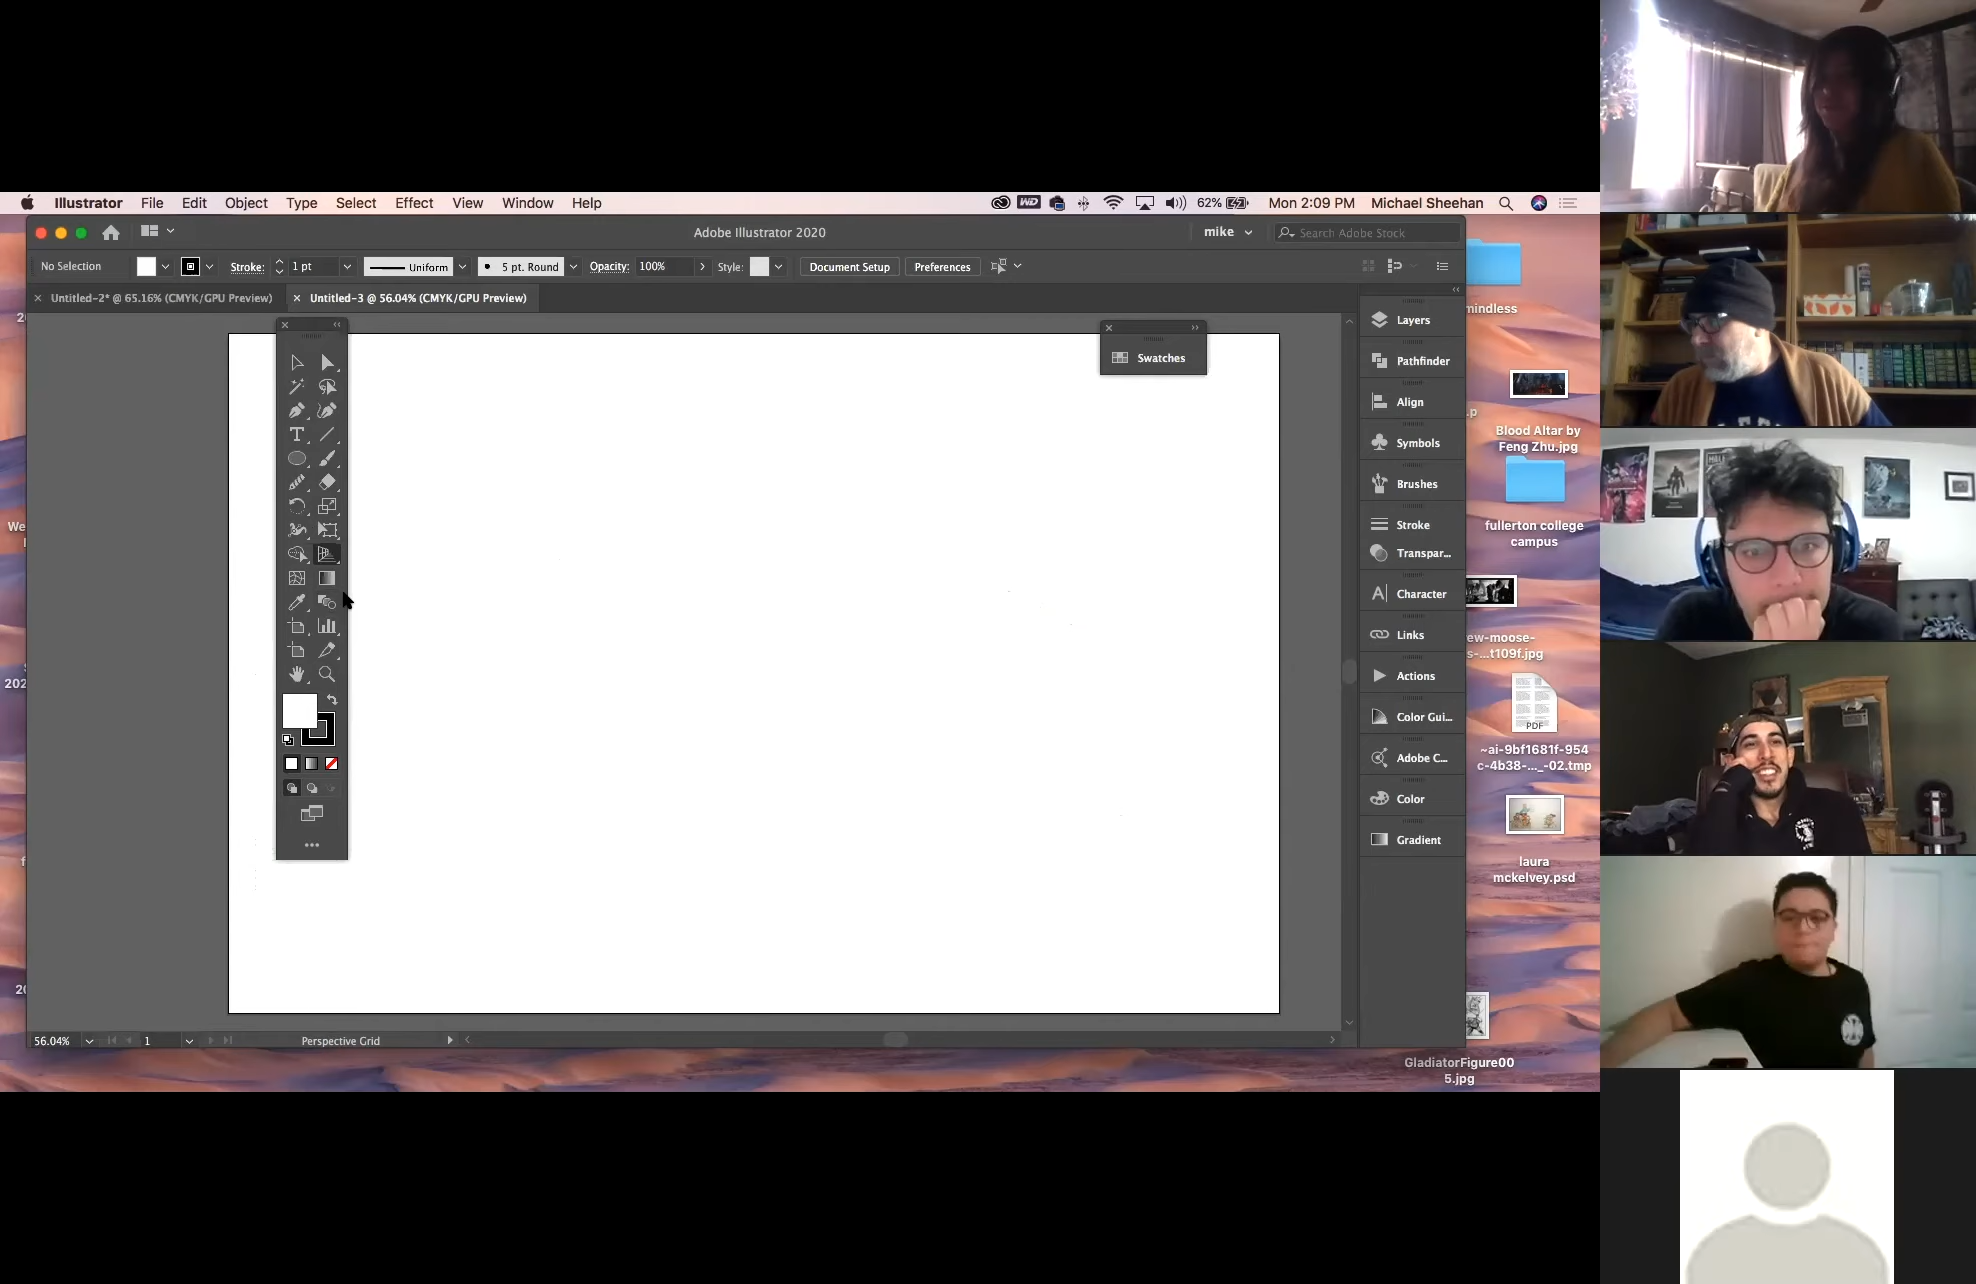 Illustrator File Edit Object Type Select Effect View Window Help 62% Mon 2:09 PM Michael Sheehan
Adobe Illustrator 2020 mike Search Adobe Stock
No Selection Stroke: 1 pt Uniform 5 pt. Round Opacity: 100% Style: Document Setup Preferences
Untitled-2* @ 65.16% (CMYK/GPU Preview) Untitled-3 @ 56.04% (CMYK/GPU Preview)
Swatches
Layers
Pathfinder
Align
Symbols
Brushes
Stroke
Transpar...
Character
Links
Actions
Color Gui...
Adobe C...
Color
Gradient
56.04% 1 Perspective Grid
mindless
.p
Blood Altar by
Feng Zhu.jpg
fullerton college
campus
ew-moose-
s-...t109f.jpg
PDF
~ai-9bf1681f-954
c-4b38-..._-02.tmp
laura
mckelvey.psd
GladiatorFigure00
5.jpg
We
202